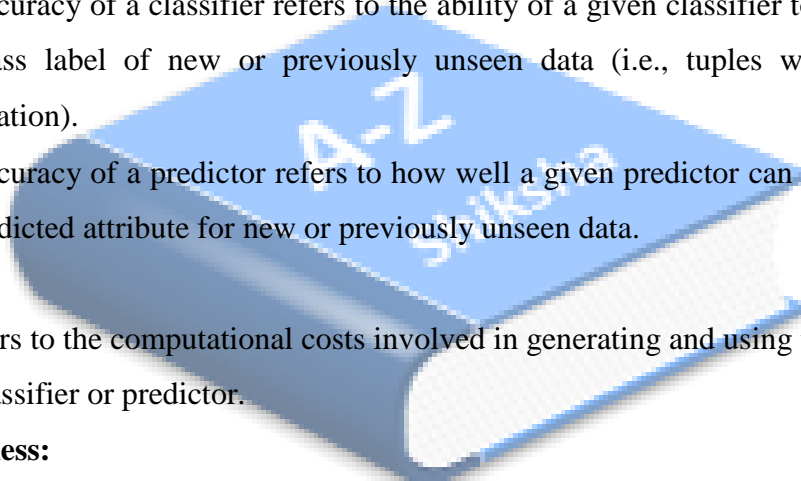 curacy of a classifier refers to the ability of a given classifier to
ass label of new or previously unseen data (i.e., tuples w
ation).
A-Z
curacy of a predictor refers to how well a given predictor can
Shiksha
dicted attribute for new or previously unseen data.
rs to the computational costs involved in generating and using
assifier or predictor.
ess: